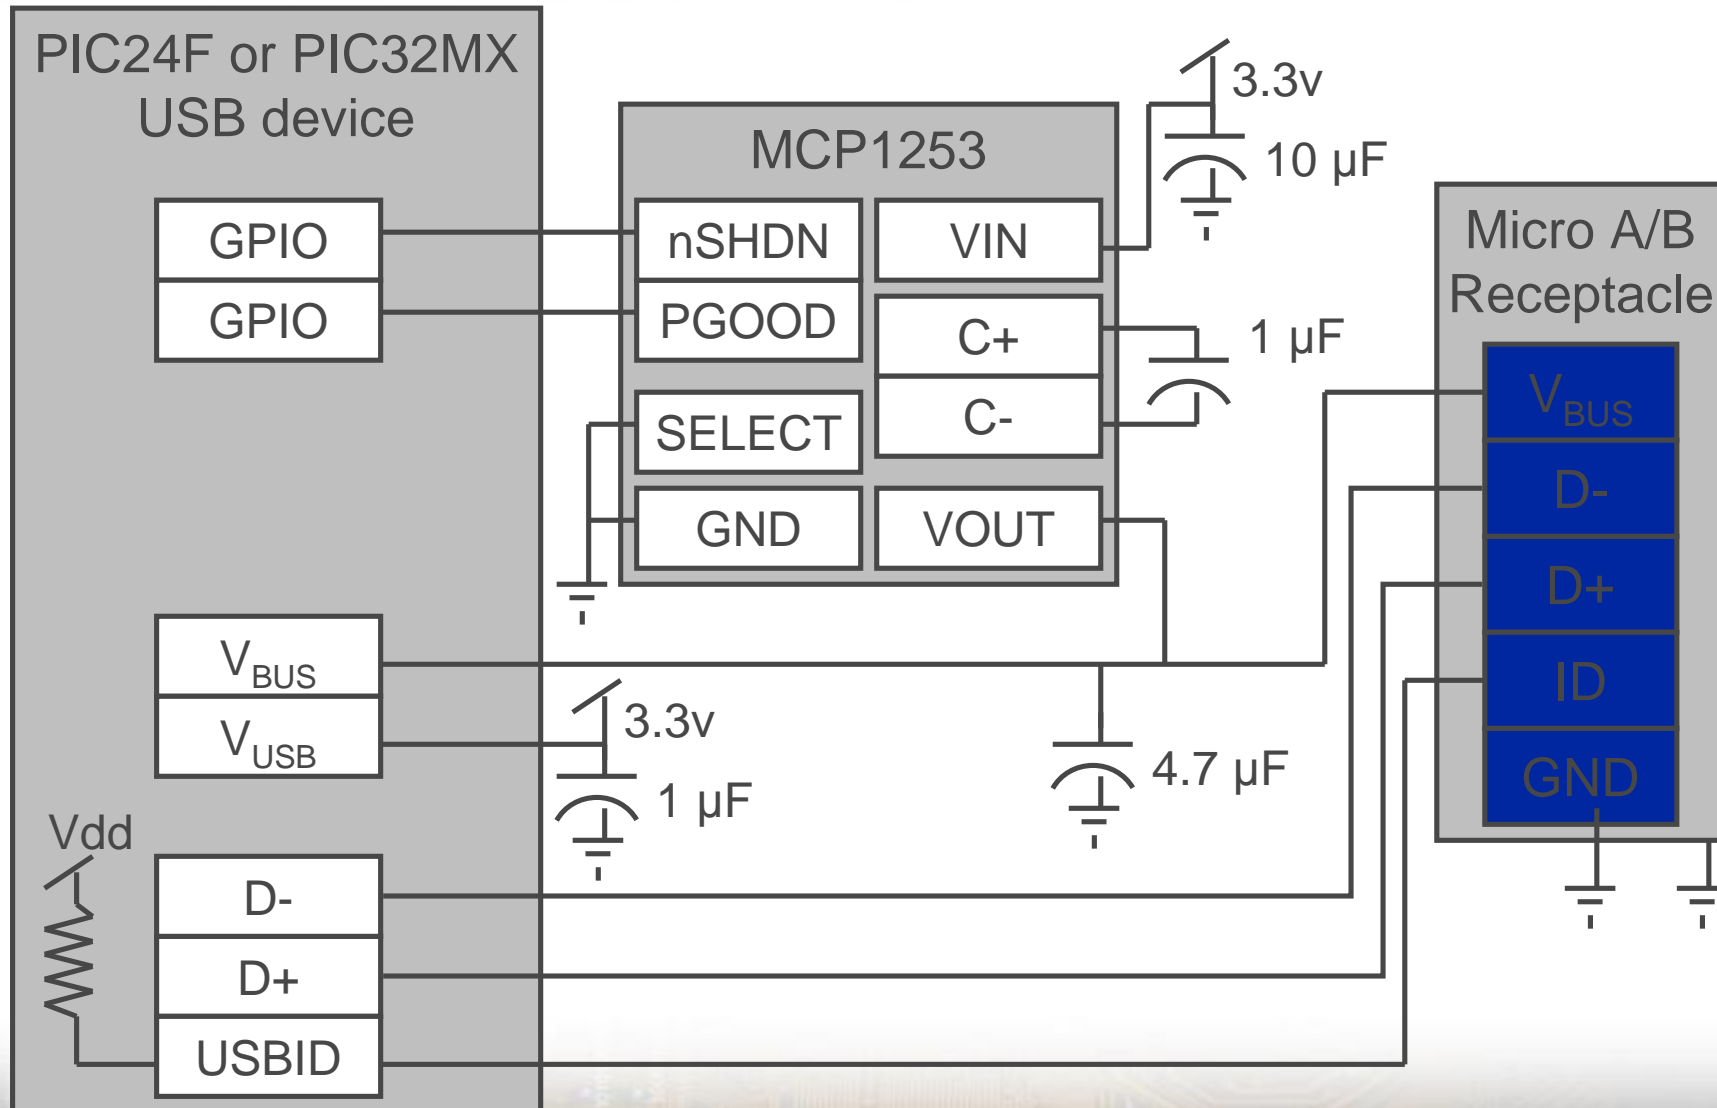 PIC24F or PIC32MX
USB device
GPIO
GPIO
VBUS
VUSB
Vdd
D-
D+
USBID
MCP1253
nSHDN
PGOOD
SELECT
GND
VIN
C+
C-
VOUT
3.3v
10 µF
1 µF
3.3v
1 µF
4.7 µF
Micro A/B
Receptacle
VBUS
D-
D+
ID
GND